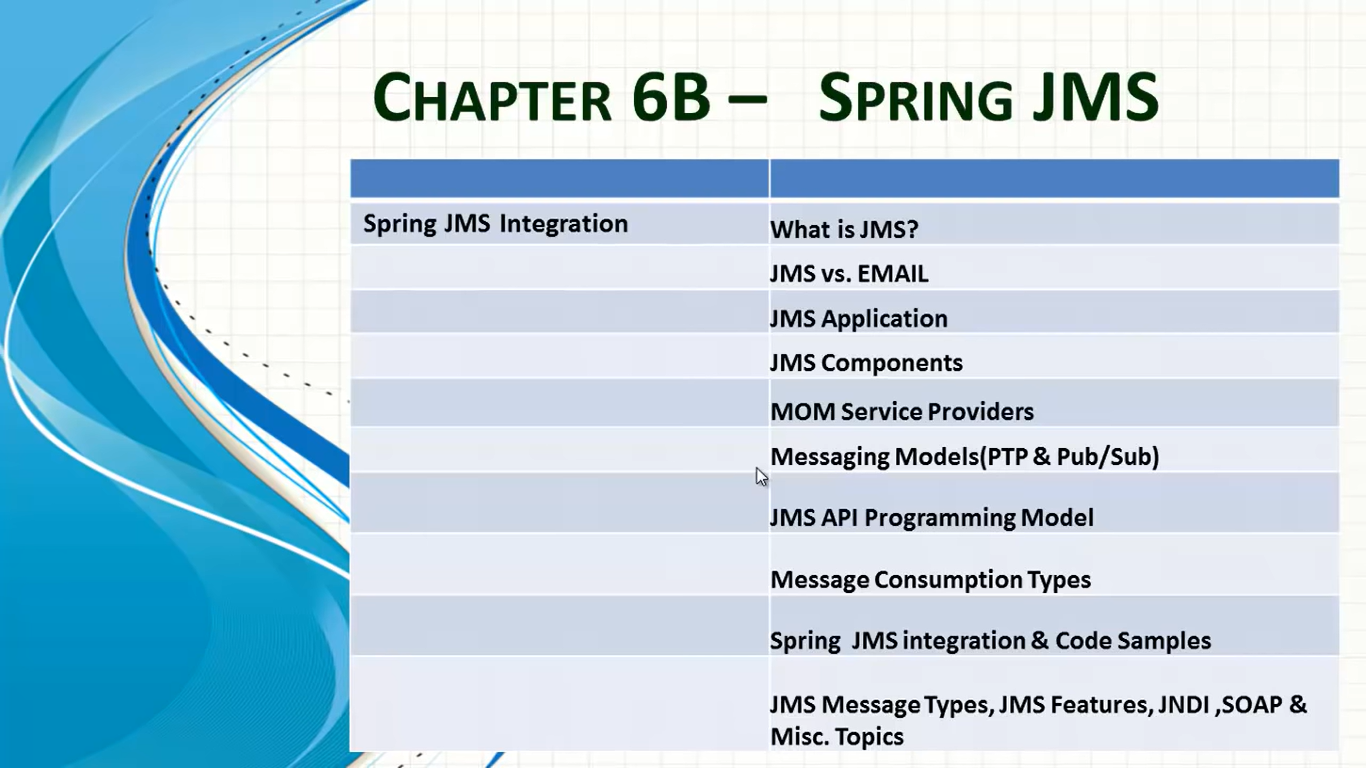 CHAPTER 6B – SPRING JMS
Spring JMS Integration
What is JMS?
JMS vs. EMAIL
JMS Application
JMS Components
MOM Service Providers
Messaging Models(PTP & Pub/Sub)
JMS API Programming Model
Message Consumption Types
Spring JMS integration & Code Samples
JMS Message Types, JMS Features, JNDI ,SOAP &
Misc. Topics